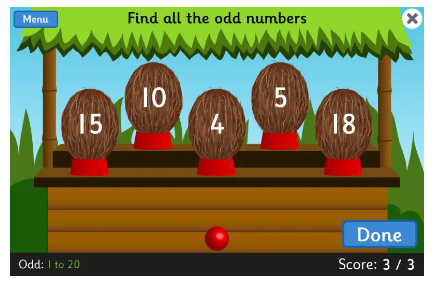 Menu
Find all the odd numbers
15
10
4
5
18
Done
Odd: 1 to 20
Score: 3 / 3